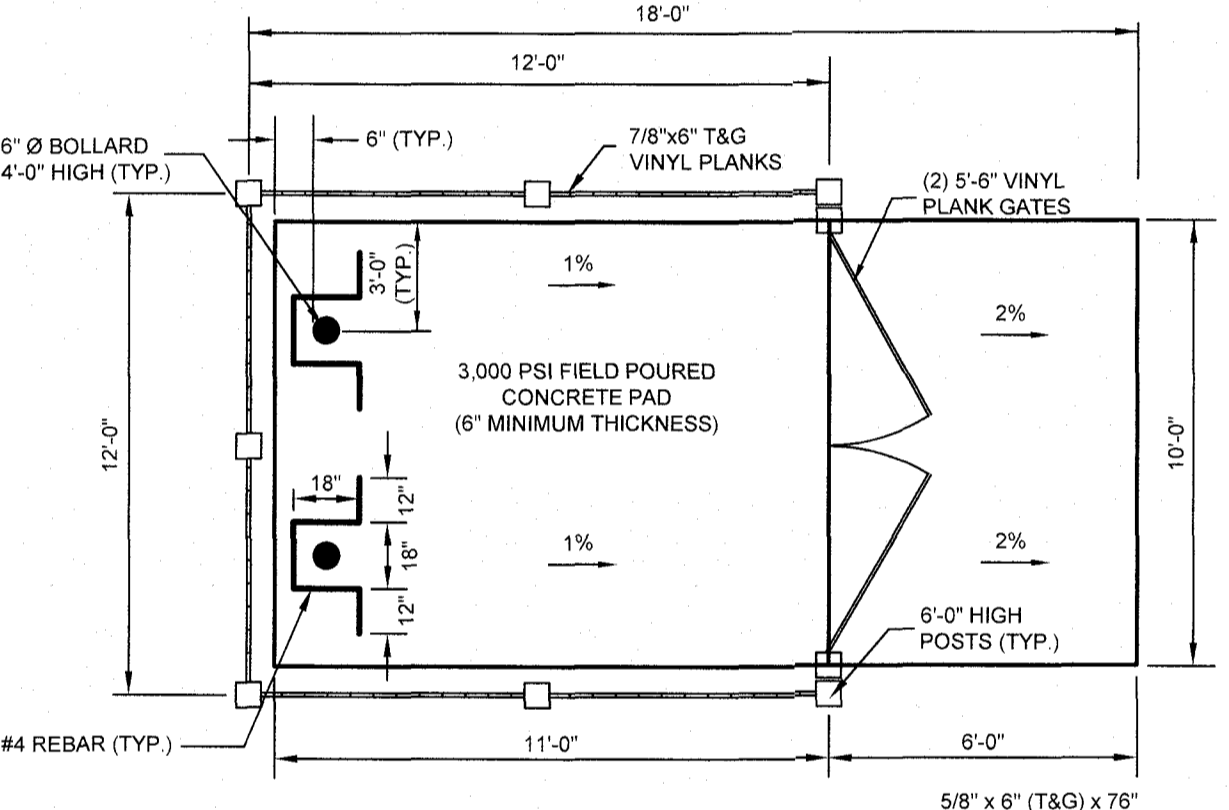 18'-0"
12'-0"
6" Ø BOLLARD
4'-0" HIGH (TYP.)
6" (TYP.)
7/8"x6" T&G
VINYL PLANKS
(2) 5'-6" VINYL
PLANK GATES
3'-0"
(TYP.)
1%
2%
3,000 PSI FIELD POURED
CONCRETE PAD
(6" MINIMUM THICKNESS)
12'-0"
10'-0"
18"
12"
18"
12"
1%
2%
6'-0" HIGH
POSTS (TYP.)
#4 REBAR (TYP.)
11'-0"
6'-0"
5/8" x 6" (T&G) x 76"